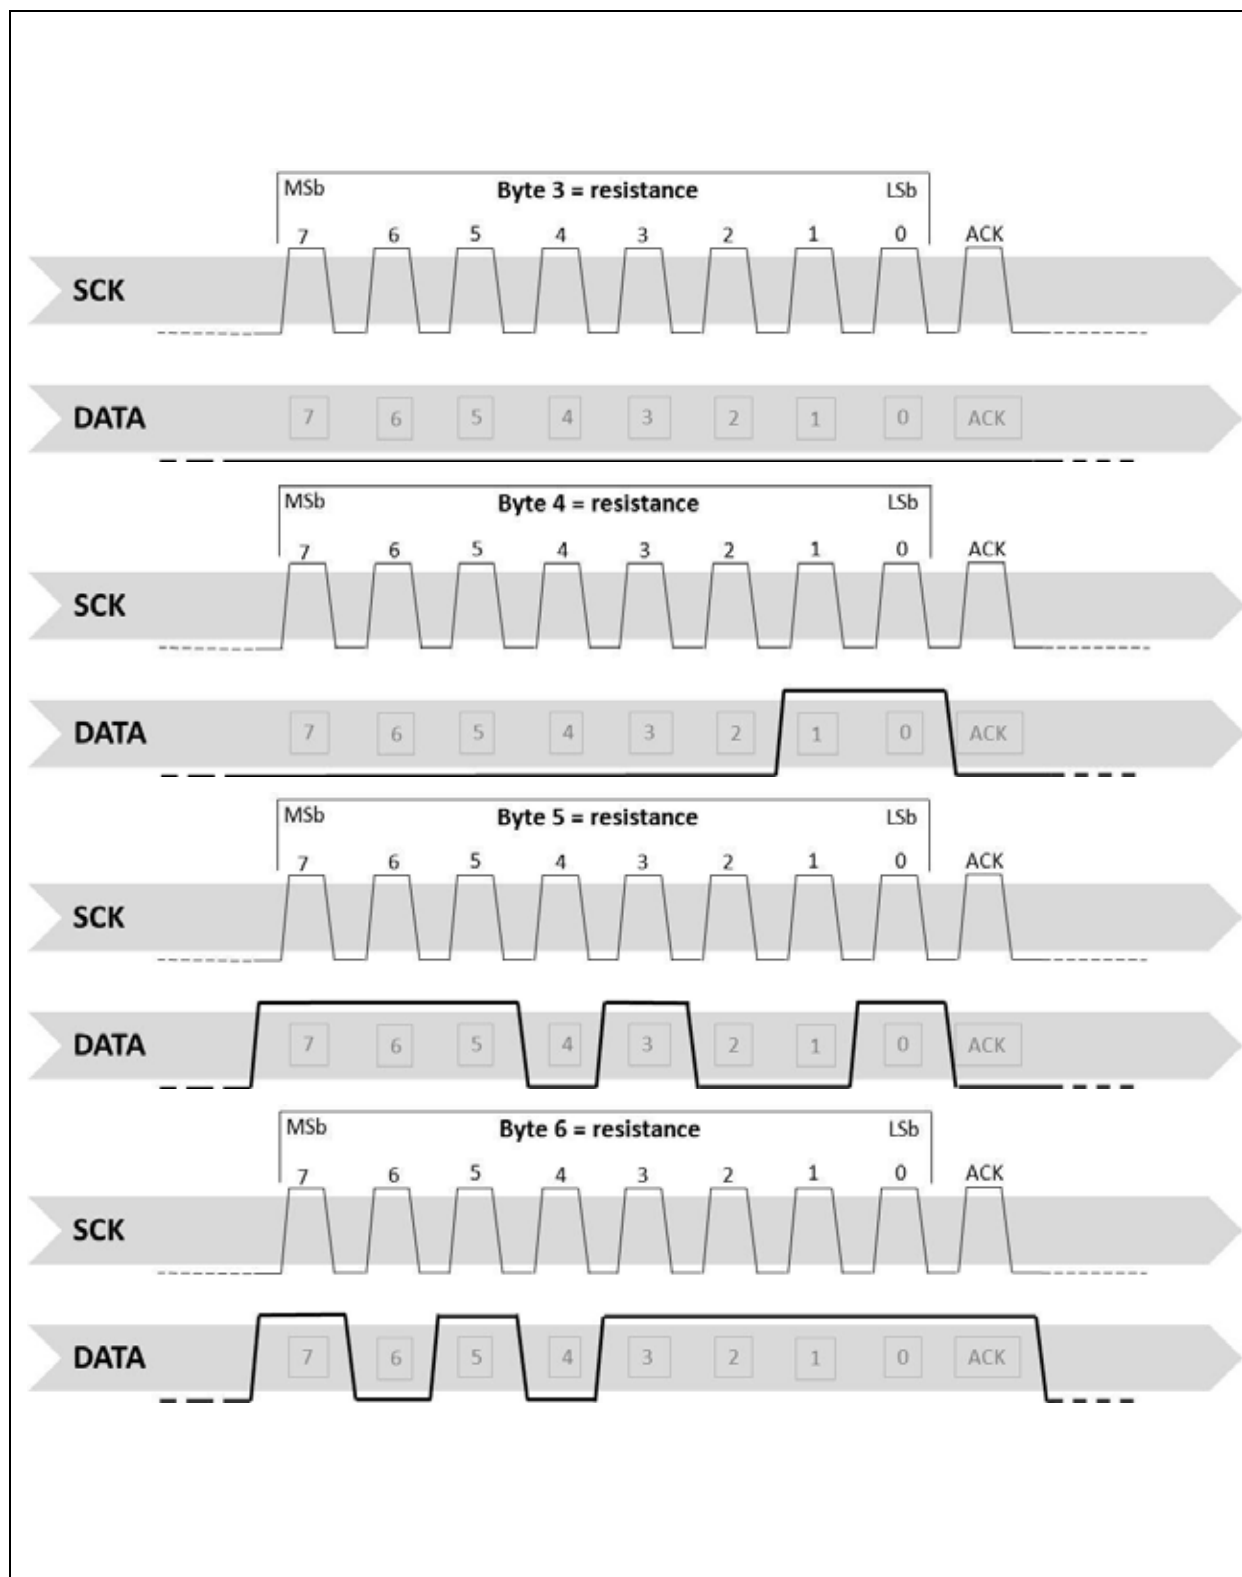 MSb Byte 3 = resistance LSb
7 6 5 4 3 2 1 0 ACK
SCK
DATA 7 6 5 4 3 2 1 0 ACK
MSb Byte 4 = resistance LSb
7 6 5 4 3 2 1 0 ACK
SCK
DATA 7 6 5 4 3 2 1 0 ACK
MSb Byte 5 = resistance LSb
7 6 5 4 3 2 1 0 ACK
SCK
DATA 7 6 5 4 3 2 1 0 ACK
MSb Byte 6 = resistance LSb
7 6 5 4 3 2 1 0 ACK
SCK
DATA 7 6 5 4 3 2 1 0 ACK